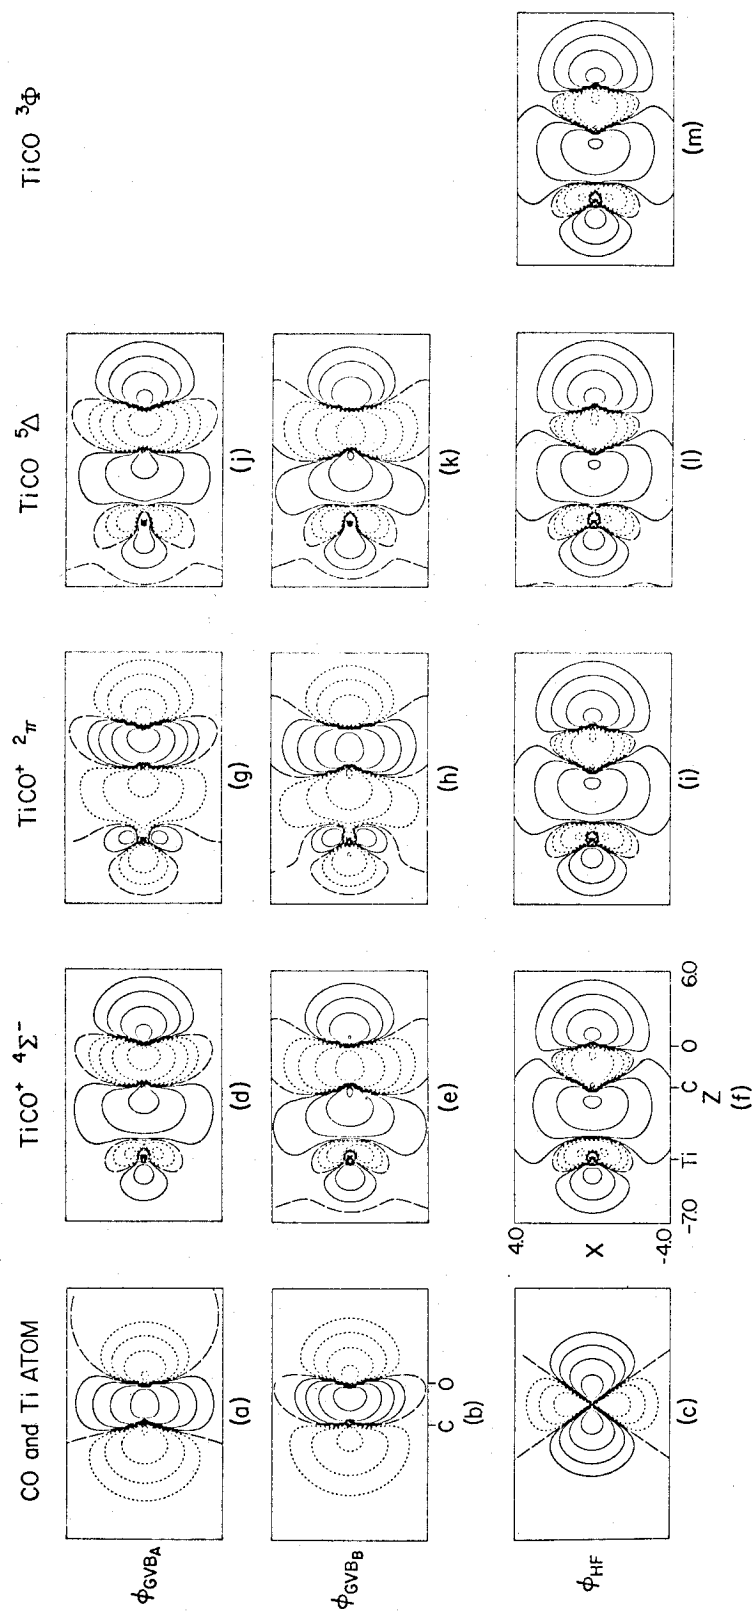 CO and Ti ATOM
TiCO⁺ ⁴Σ⁻
TiCO⁺ ²π
TiCO ⁵Δ
TiCO ³Φ
ϕGVBA
(a)
(d)
(g)
(j)
ϕGVBB
C O
(b)
(e)
(h)
(k)
ϕHF
(c)
4.0
X
-4.0
-7.0 Ti C O 6.0
Z
(f)
(i)
(l)
(m)